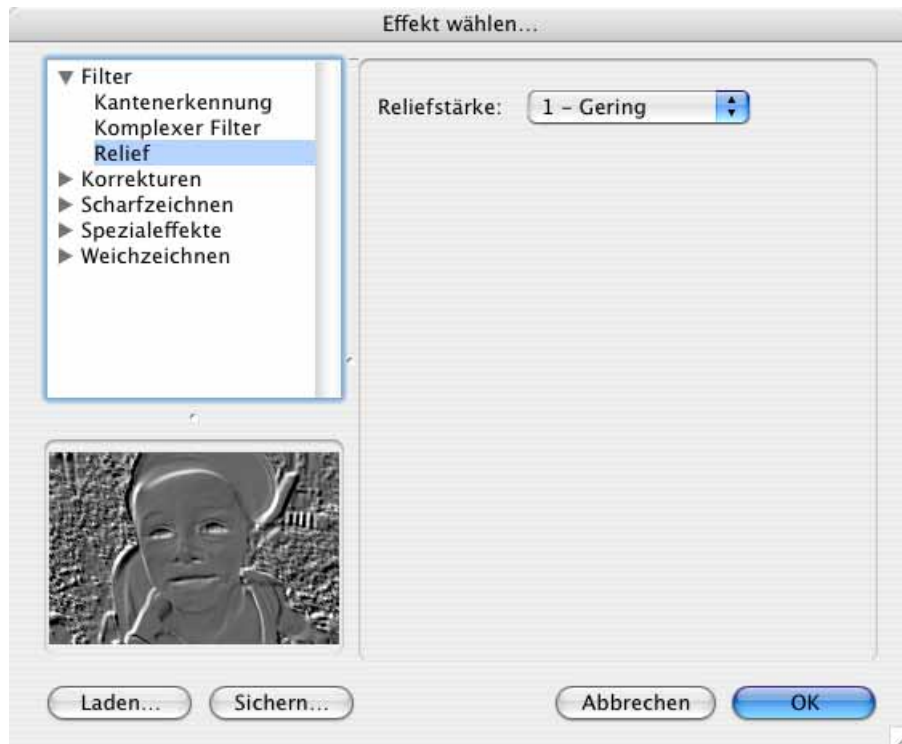 Effekt wählen...
Filter
Kantenerkennung
Komplexer Filter
Relief
Korrekturen
Scharfzeichnen
Spezialeffekte
Weichzeichnen
Reliefstärke: 1 – Gering
Laden... Sichern... Abbrechen OK